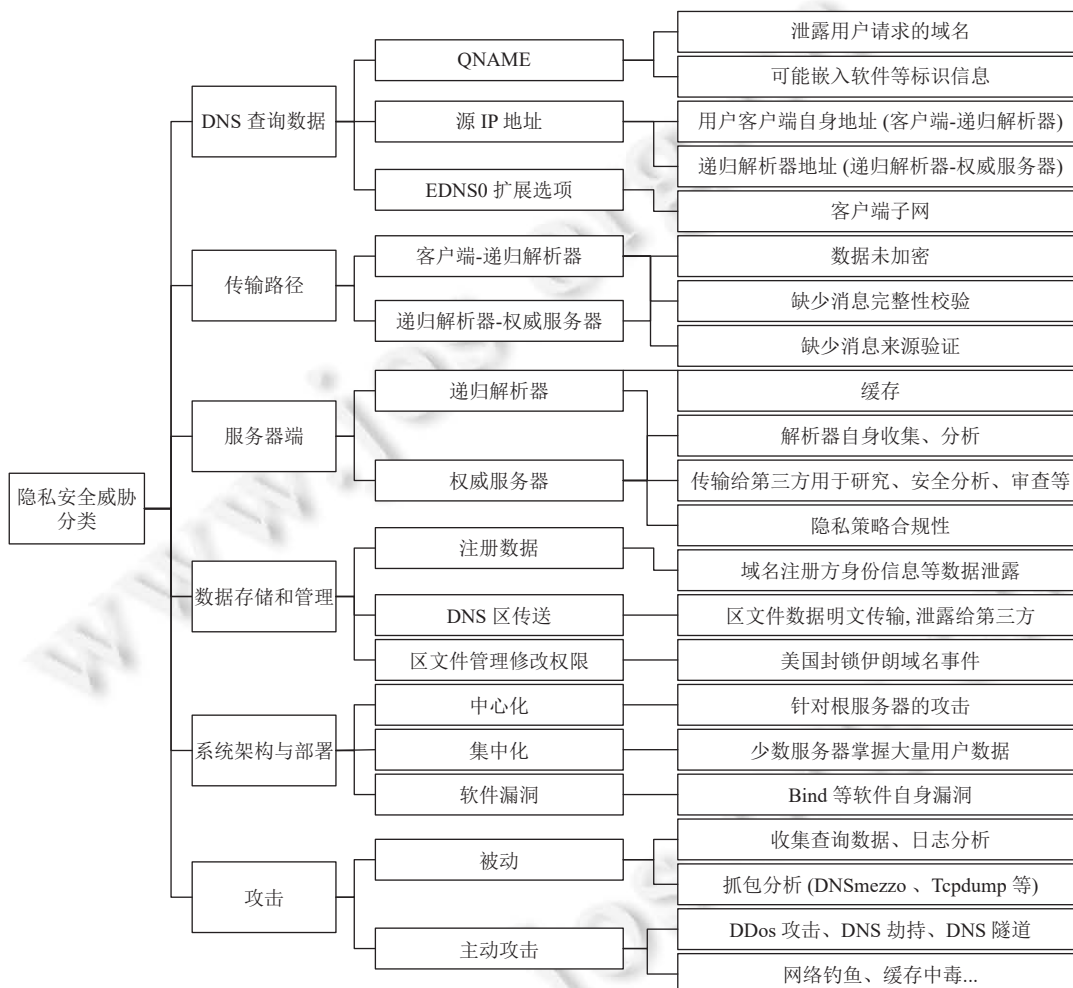 隐私安全威胁
分类
DNS 查询数据
QNAME
泄露用户请求的域名
可能嵌入软件等标识信息
源 IP 地址
用户客户端自身地址 (客户端-递归解析器)
递归解析器地址 (递归解析器-权威服务器)
EDNS0 扩展选项
客户端子网
传输路径
客户端-递归解析器
递归解析器-权威服务器
数据未加密
缺少消息完整性校验
缺少消息来源验证
服务器端
递归解析器
权威服务器
缓存
解析器自身收集、分析
传输给第三方用于研究、安全分析、审查等
隐私策略合规性
数据存储和管理
注册数据
域名注册方身份信息等数据泄露
DNS 区传送
区文件数据明文传输, 泄露给第三方
区文件管理修改权限
美国封锁伊朗域名事件
系统架构与部署
中心化
针对根服务器的攻击
集中化
少数服务器掌握大量用户数据
软件漏洞
Bind 等软件自身漏洞
攻击
被动
收集查询数据、日志分析
抓包分析 (DNSmezzo 、Tcpdump 等)
主动攻击
DDos 攻击、DNS 劫持、DNS 隧道
网络钓鱼、缓存中毒...